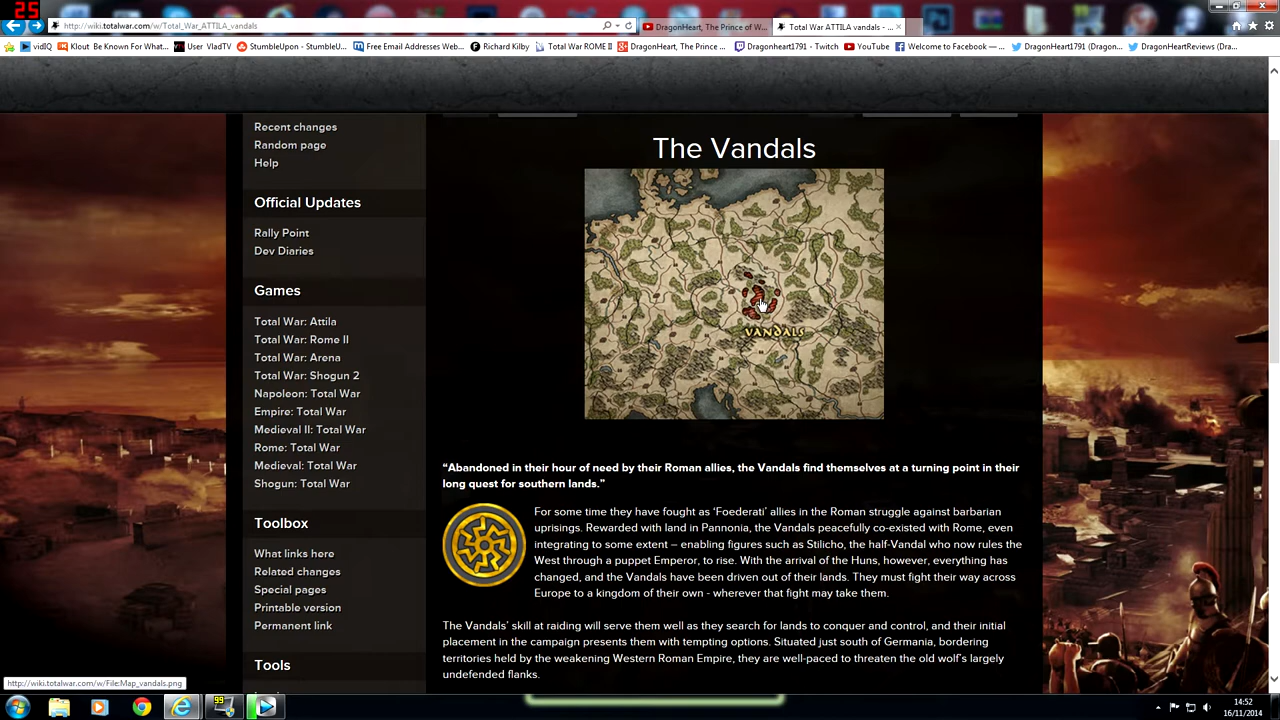 25
http://wiki.totalwar.com/w/Total_War_ATTILA_vandals
DragonHeart, The Prince of W...
Total War ATTILA vandals - ...
vidIQ
Klout Be Known For What...
User VladTV
StumbleUpon - StumbleU...
Free Email Addresses Web...
Richard Kilby
Total War ROME II
DragonHeart, The Prince ...
Dragonheart1791 - Twitch
YouTube
Welcome to Facebook — ...
DragonHeart1791 (Dragon...
DragonHeartReviews (Dra...
Recent changes
Random page
Help
Official Updates
Rally Point
Dev Diaries
Games
Total War: Attila
Total War: Rome II
Total War: Arena
Total War: Shogun 2
Napoleon: Total War
Empire: Total War
Medieval II: Total War
Rome: Total War
Medieval: Total War
Shogun: Total War
Toolbox
What links here
Related changes
Special pages
Printable version
Permanent link
Tools
The Vandals
VANDALS
“Abandoned in their hour of need by their Roman allies, the Vandals find themselves at a turning point in their
long quest for southern lands.”
For some time they have fought as ‘Foederati’ allies in the Roman struggle against barbarian
uprisings. Rewarded with land in Pannonia, the Vandals peacefully co-existed with Rome, even
integrating to some extent – enabling figures such as Stilicho, the half-Vandal who now rules the
West through a puppet Emperor, to rise. With the arrival of the Huns, however, everything has
changed, and the Vandals have been driven out of their lands. They must fight their way across
Europe to a kingdom of their own - wherever that fight may take them.
The Vandals’ skill at raiding will serve them well as they search for lands to conquer and control, and their initial
placement in the campaign presents them with tempting options. Situated just south of Germania, bordering
territories held by the weakening Western Roman Empire, they are well-paced to threaten the old wolf’s largely
undefended flanks.
http://wiki.totalwar.com/w/File:Map_vandals.png
99
14:52
16/11/2014